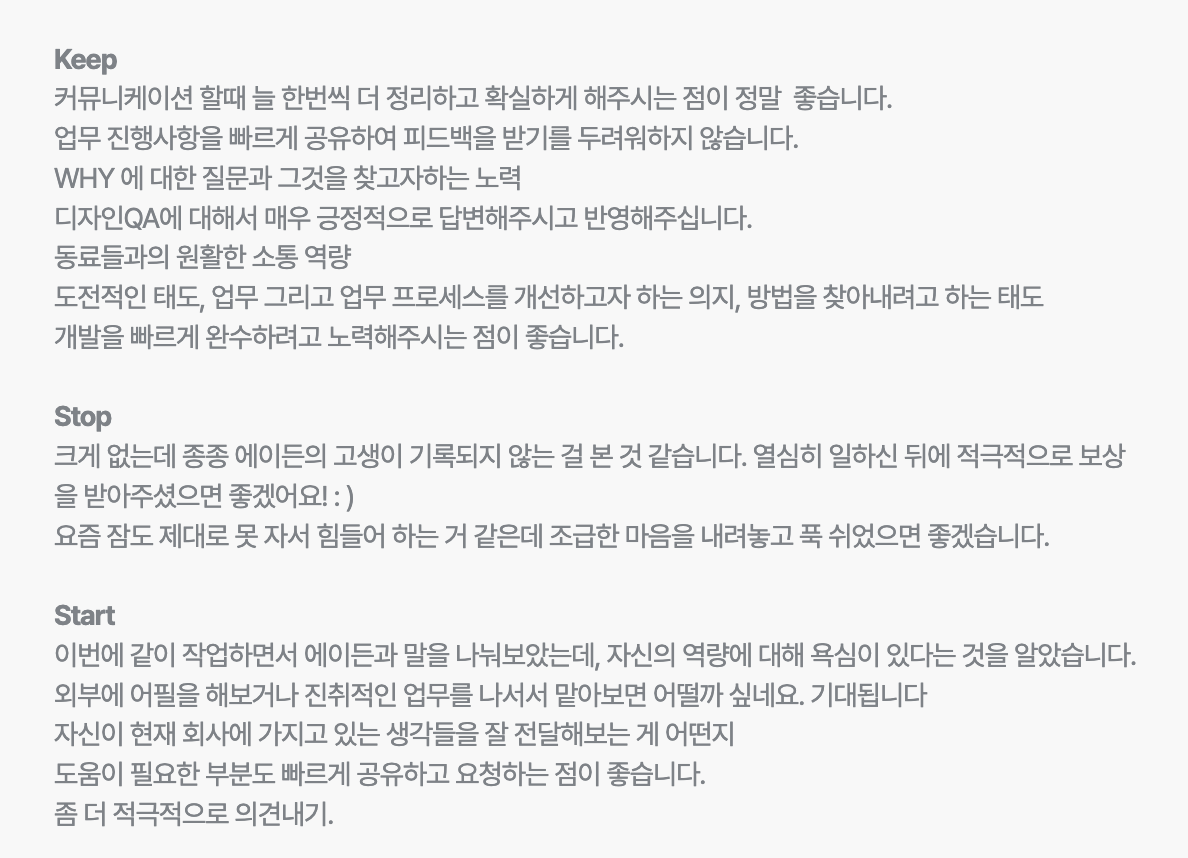 Keep
커뮤니케이션 할때 늘 한번씩 더 정리하고 확실하게 해주시는 점이 정말  좋습니다.
업무 진행사항을 빠르게 공유하여 피드백을 받기를 두려워하지 않습니다.
WHY 에 대한 질문과 그것을 찾고자하는 노력
디자인QA에 대해서 매우 긍정적으로 답변해주시고 반영해주십니다.
동료들과의 원활한 소통 역량
도전적인 태도, 업무 그리고 업무 프로세스를 개선하고자 하는 의지, 방법을 찾아내려고 하는 태도
개발을 빠르게 완수하려고 노력해주시는 점이 좋습니다.
Stop
크게 없는데 종종 에이든의 고생이 기록되지 않는 걸 본 것 같습니다. 열심히 일하신 뒤에 적극적으로 보상
을 받아주셨으면 좋겠어요! : )
요즘 잠도 제대로 못 자서 힘들어 하는 거 같은데 조급한 마음을 내려놓고 푹 쉬었으면 좋겠습니다.
Start
이번에 같이 작업하면서 에이든과 말을 나눠보았는데, 자신의 역량에 대해 욕심이 있다는 것을 알았습니다.
외부에 어필을 해보거나 진취적인 업무를 나서서 맡아보면 어떨까 싶네요. 기대됩니다
자신이 현재 회사에 가지고 있는 생각들을 잘 전달해보는 게 어떤지
도움이 필요한 부분도 빠르게 공유하고 요청하는 점이 좋습니다.
좀 더 적극적으로 의견내기.